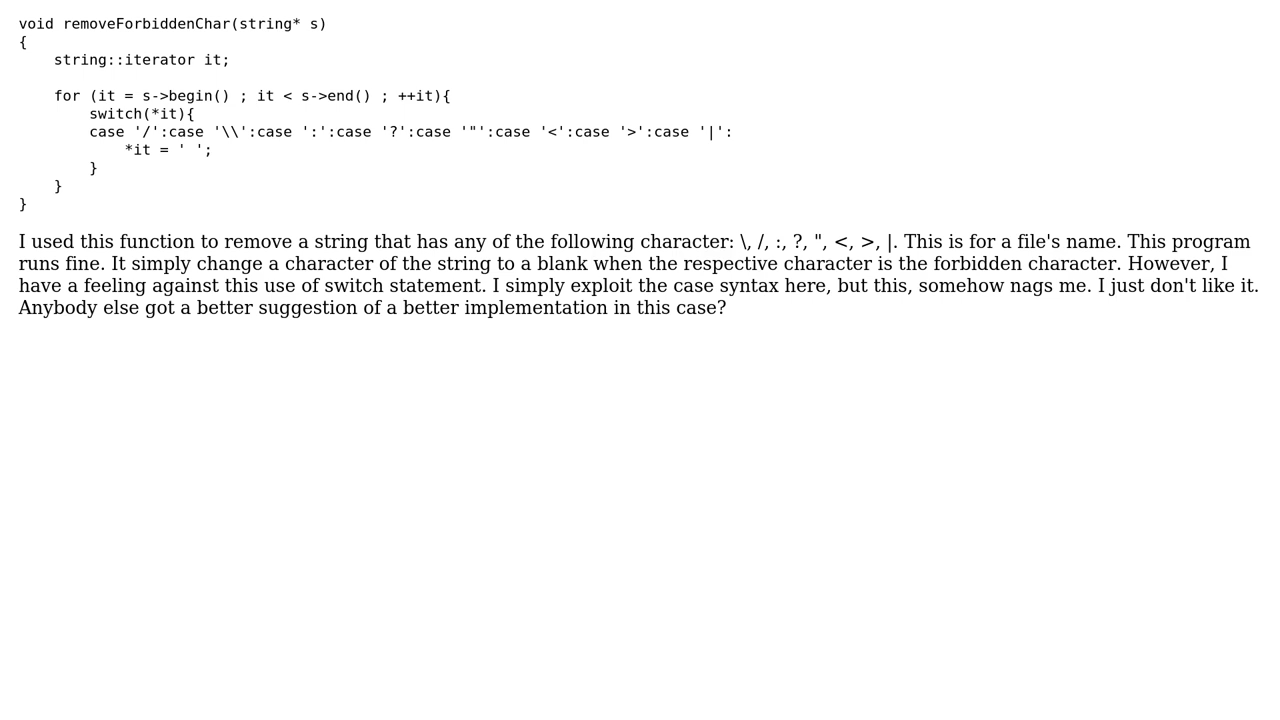 void removeForbiddenChar(string* s)
{
    string::iterator it;
    for (it = s->begin() ; it < s->end() ; ++it){
        switch(*it){
        case '/':case '\\':case ':':case '?':case '"':case '<':case '>':case '|':
            *it = ' ';
        }
    }
}
I used this function to remove a string that has any of the following character: \, /, :, ?, ", <, >, |. This is for a file's name. This program
runs fine. It simply change a character of the string to a blank when the respective character is the forbidden character. However, I
have a feeling against this use of switch statement. I simply exploit the case syntax here, but this, somehow nags me. I just don't like it.
Anybody else got a better suggestion of a better implementation in this case?